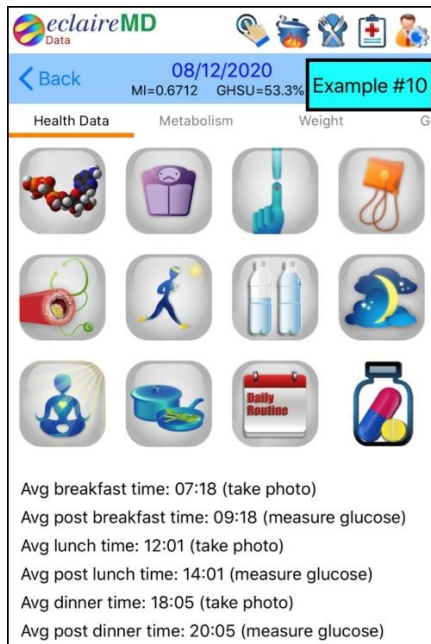 eclaireMD
Data
Back
08/12/2020
MI=0.6712 GHSU=53.3%
Example #10
Health Data Metabolism Weight G
Daily
Routine
Avg breakfast time: 07:18 (take photo)
Avg post breakfast time: 09:18 (measure glucose)
Avg lunch time: 12:01 (take photo)
Avg post lunch time: 14:01 (measure glucose)
Avg dinner time: 18:05 (take photo)
Avg post dinner time: 20:05 (measure glucose)